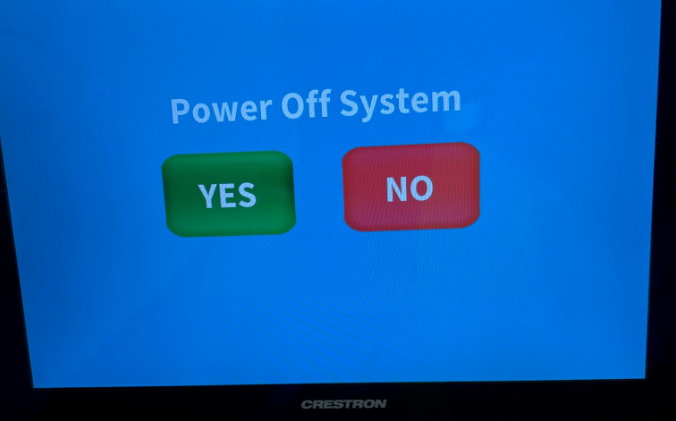 Power Off System
YES
NO
CRESTRON